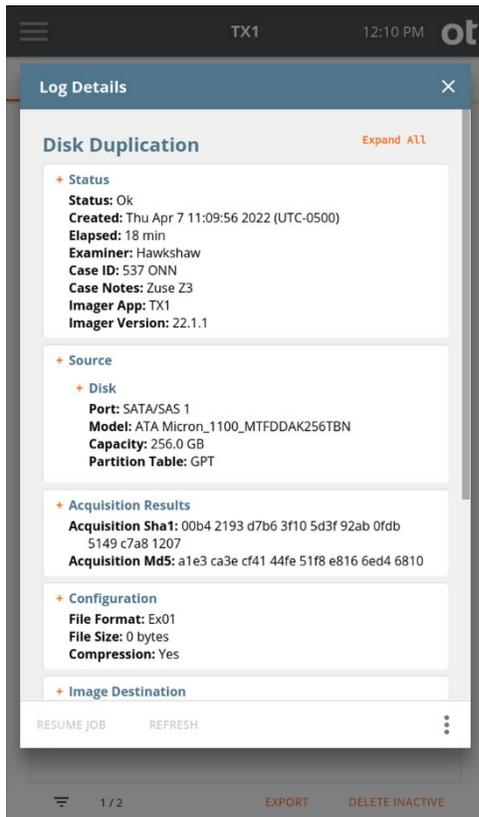 TX1
12:10 PM
ot
Log Details
Disk Duplication
Expand All
+ Status
Status: Ok
Created: Thu Apr 7 11:09:56 2022 (UTC-0500)
Elapsed: 18 min
Examiner: Hawkshaw
Case ID: 537 ONN
Case Notes: Zuse Z3
Imager App: TX1
Imager Version: 22.1.1
+ Source
+ Disk
Port: SATA/SAS 1
Model: ATA Micron_1100_MTFDDAK256TBN
Capacity: 256.0 GB
Partition Table: GPT
+ Acquisition Results
Acquisition Sha1: 00b4 2193 d7b6 3f10 5d3f 92ab 0fdb
5149 c7a8 1207
Acquisition Md5: a1e3 ca3e cf41 44fe 51f8 e816 6ed4 6810
+ Configuration
File Format: Ex01
File Size: 0 bytes
Compression: Yes
+ Image Destination
RESUME JOB
REFRESH
1 / 2
EXPORT
DELETE INACTIVE